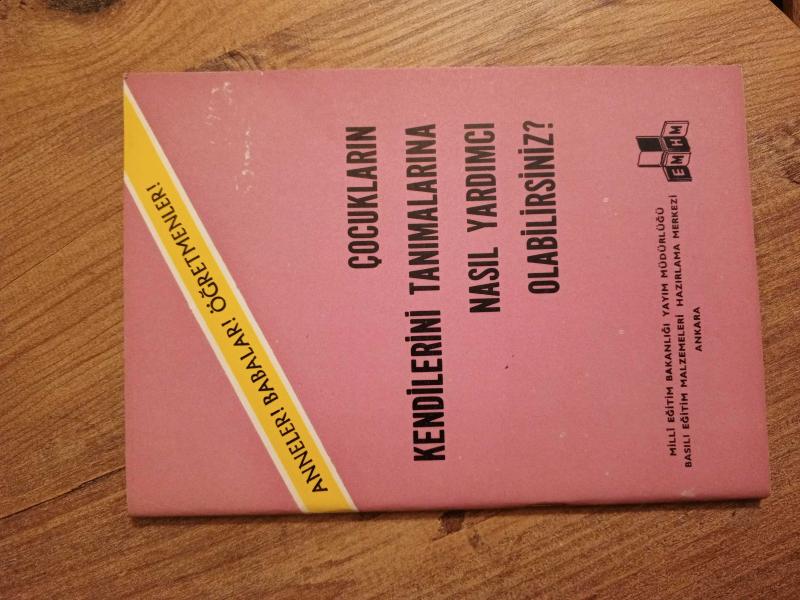 ANNELER! BABALAR! ÖĞRETMENLER!
ÇOCUKLARIN
KENDİLERİNİ TANIMALARINA
NASIL YARDIMCI
OLABİLİRSİNİZ?
EMHM
MİLLİ EĞİTİM BAKANLIĞI YAYIM MÜDÜRLÜĞÜ
BASILI EĞİTİM MALZEMELERİ HAZIRLAMA MERKEZİ
ANKARA